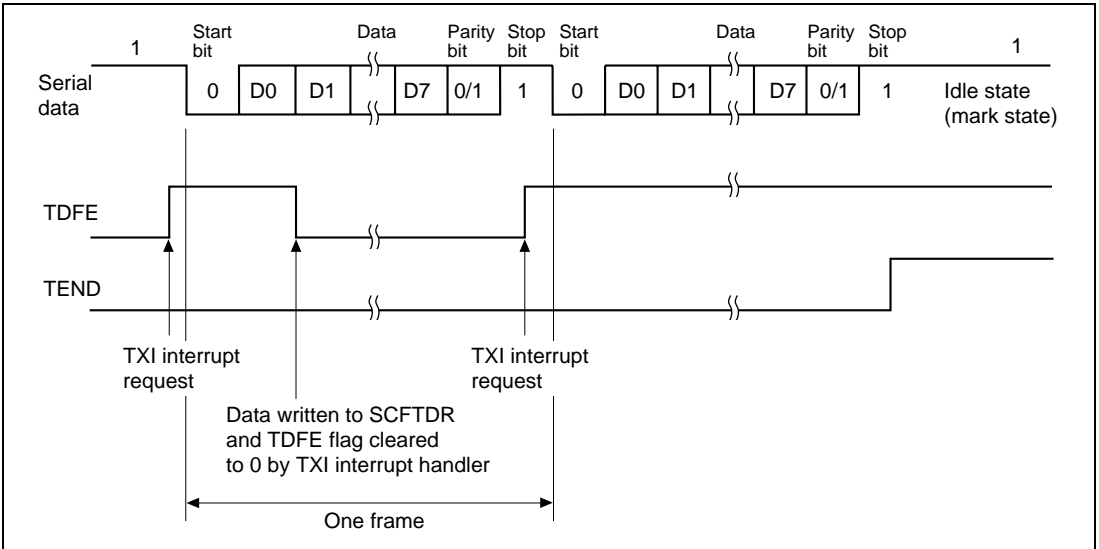 1 Start bit Data Parity bit Stop bit Start bit Data Parity bit Stop bit 1
Serial data 0 D0 D1 D7 0/1 1 0 D0 D1 D7 0/1 1 Idle state (mark state)
TDFE
TEND
TXI interrupt request
TXI interrupt request
Data written to SCFTDR
and TDFE flag cleared
to 0 by TXI interrupt handler
One frame